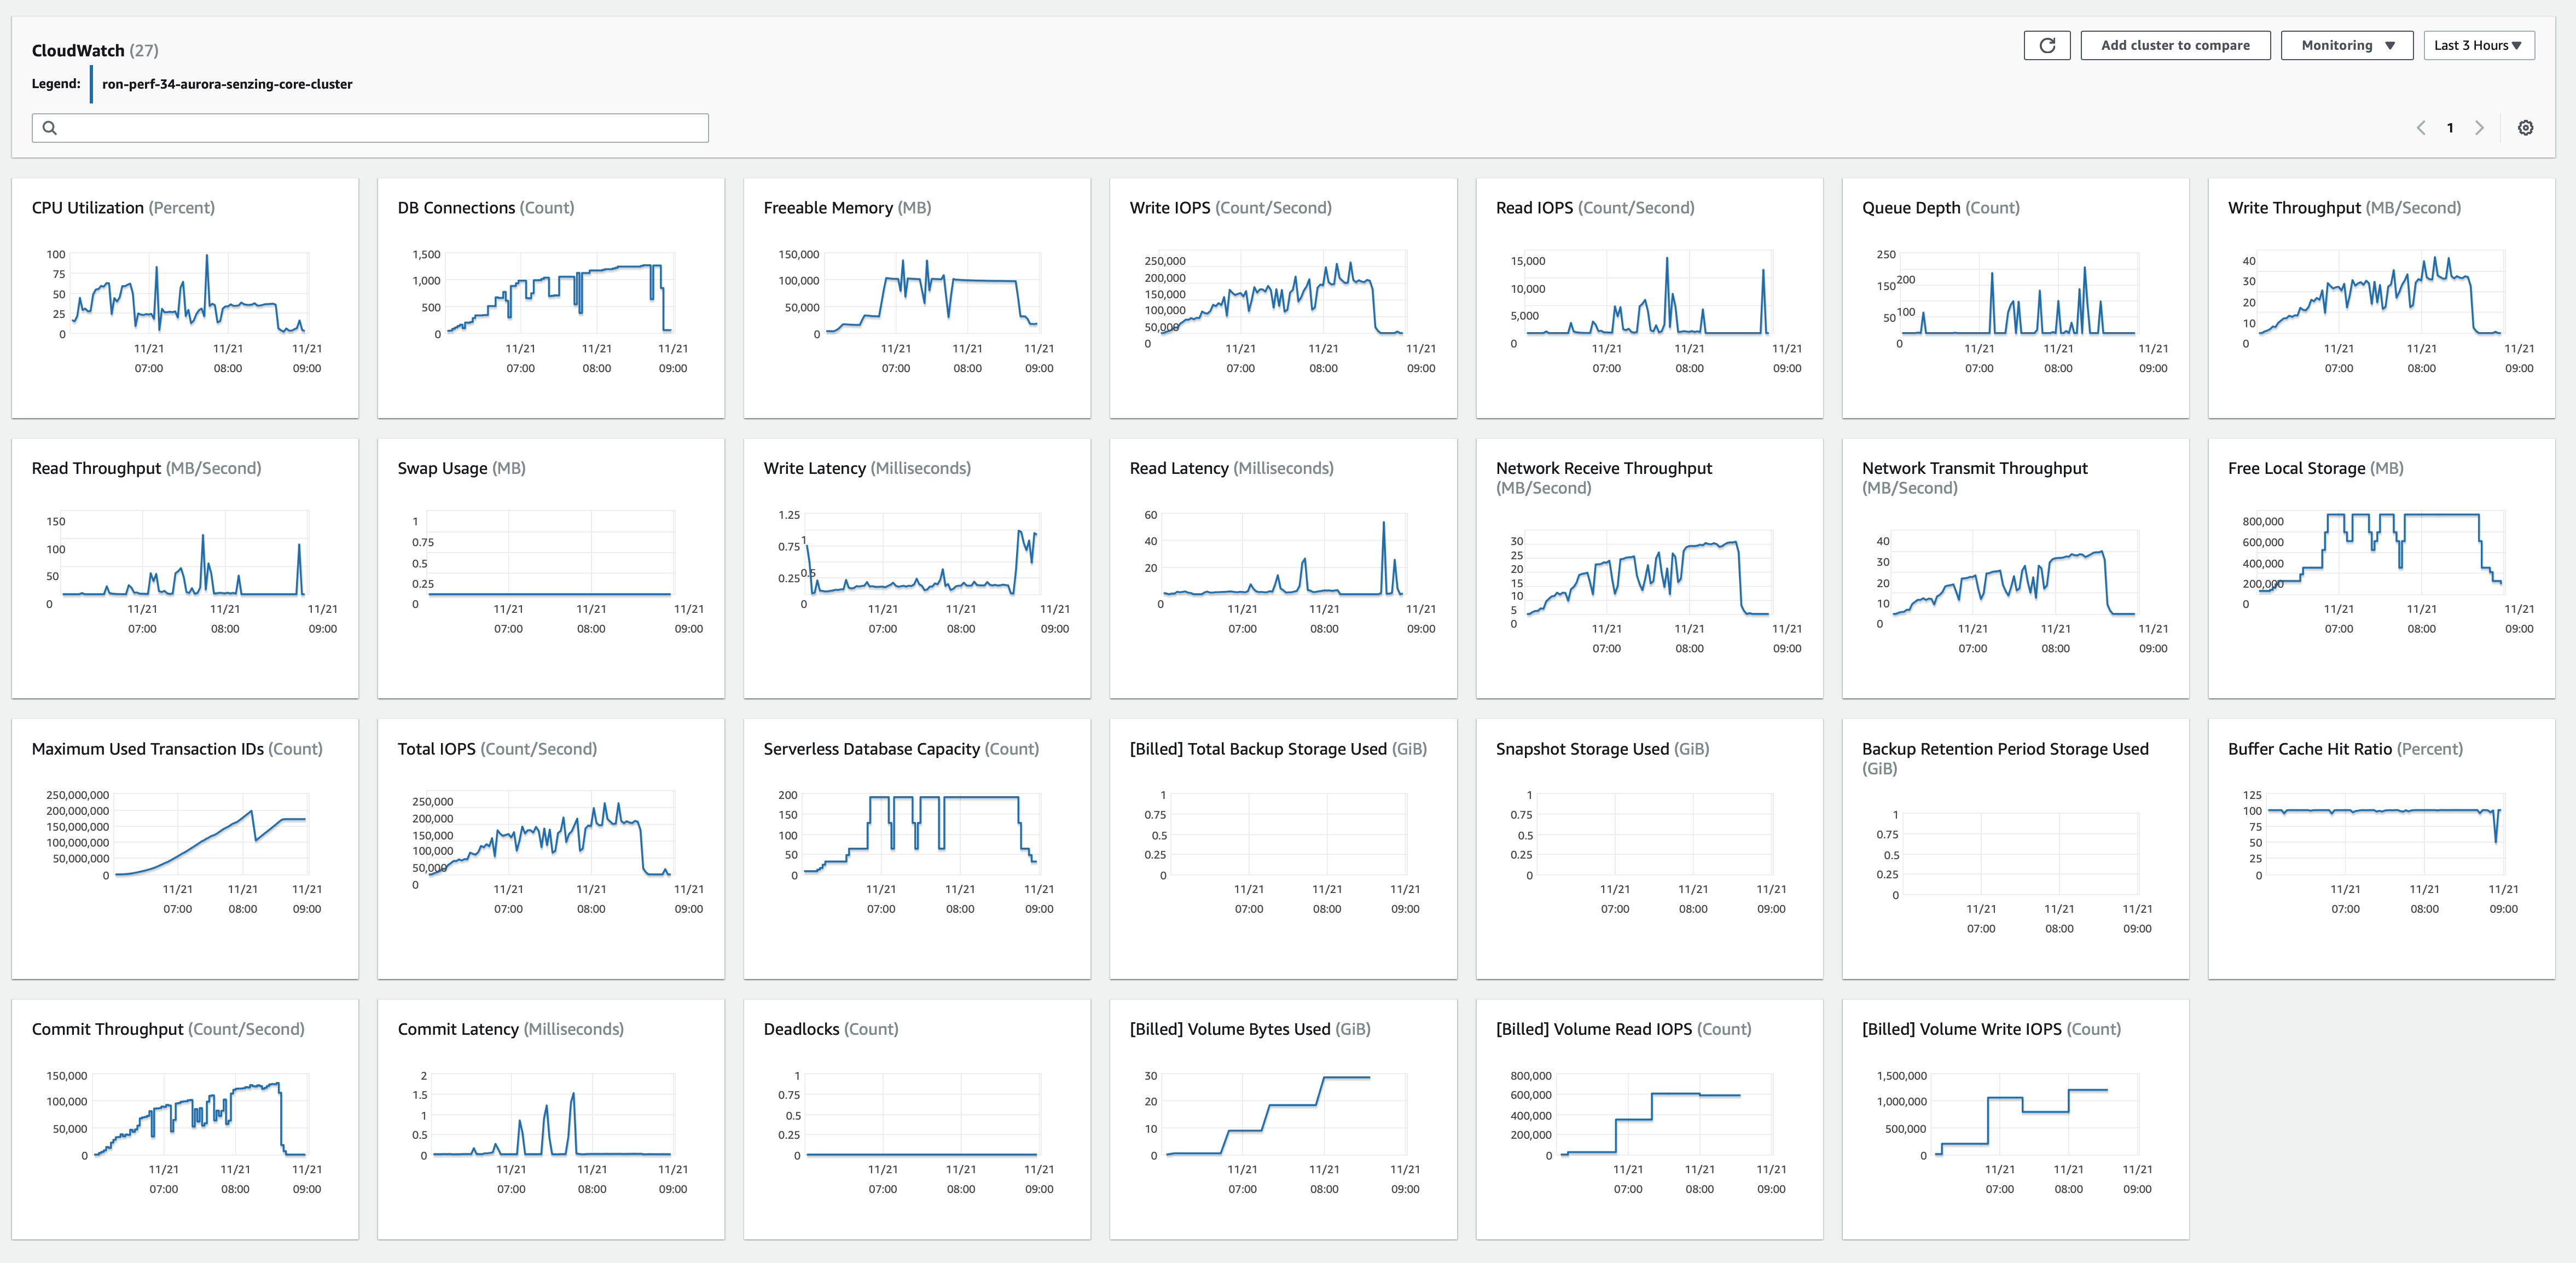 CloudWatch (27)
Add cluster to compare
Monitoring
Last 3 Hours
Legend: ron-perf-34-aurora-senzing-core-cluster
1
CPU Utilization (Percent)
100
75
50
25
0
11/21 11/21 11/21
07:00 08:00 09:00
DB Connections (Count)
1,500
1,000
500
0
11/21 11/21 11/21
07:00 08:00 09:00
Freeable Memory (MB)
150,000
100,000
50,000
0
11/21 11/21 11/21
07:00 08:00 09:00
Write IOPS (Count/Second)
250,000
200,000
150,000
100,000
50,000
0
11/21 11/21 11/21
07:00 08:00 09:00
Read IOPS (Count/Second)
15,000
10,000
5,000
0
11/21 11/21 11/21
07:00 08:00 09:00
Queue Depth (Count)
250
200
150
100
50
0
11/21 11/21 11/21
07:00 08:00 09:00
Write Throughput (MB/Second)
40
30
20
10
0
11/21 11/21 11/21
07:00 08:00 09:00
Read Throughput (MB/Second)
150
100
50
0
11/21 11/21 11/21
07:00 08:00 09:00
Swap Usage (MB)
1
0.75
0.5
0.25
0
11/21 11/21 11/21
07:00 08:00 09:00
Write Latency (Milliseconds)
1.25
1
0.75
0.5
0.25
0
11/21 11/21 11/21
07:00 08:00 09:00
Read Latency (Milliseconds)
60
40
20
0
11/21 11/21 11/21
07:00 08:00 09:00
Network Receive Throughput
(MB/Second)
30
25
20
15
10
5
0
11/21 11/21 11/21
07:00 08:00 09:00
Network Transmit Throughput
(MB/Second)
40
30
20
10
0
11/21 11/21 11/21
07:00 08:00 09:00
Free Local Storage (MB)
800,000
600,000
400,000
200,000
0
11/21 11/21 11/21
07:00 08:00 09:00
Maximum Used Transaction IDs (Count)
250,000,000
200,000,000
150,000,000
100,000,000
50,000,000
0
11/21 11/21 11/21
07:00 08:00 09:00
Total IOPS (Count/Second)
250,000
200,000
150,000
100,000
50,000
0
11/21 11/21 11/21
07:00 08:00 09:00
Serverless Database Capacity (Count)
200
150
100
50
0
11/21 11/21 11/21
07:00 08:00 09:00
[Billed] Total Backup Storage Used (GiB)
1
0.75
0.5
0.25
0
11/21 11/21 11/21
07:00 08:00 09:00
Snapshot Storage Used (GiB)
1
0.75
0.5
0.25
0
11/21 11/21 11/21
07:00 08:00 09:00
Backup Retention Period Storage Used
(GiB)
1
0.75
0.5
0.25
0
11/21 11/21 11/21
07:00 08:00 09:00
Buffer Cache Hit Ratio (Percent)
125
100
75
50
25
0
11/21 11/21 11/21
07:00 08:00 09:00
Commit Throughput (Count/Second)
150,000
100,000
50,000
0
11/21 11/21 11/21
07:00 08:00 09:00
Commit Latency (Milliseconds)
2
1.5
1
0.5
0
11/21 11/21 11/21
07:00 08:00 09:00
Deadlocks (Count)
1
0.75
0.5
0.25
0
11/21 11/21 11/21
07:00 08:00 09:00
[Billed] Volume Bytes Used (GiB)
30
20
10
0
11/21 11/21 11/21
07:00 08:00 09:00
[Billed] Volume Read IOPS (Count)
800,000
600,000
400,000
200,000
0
11/21 11/21 11/21
07:00 08:00 09:00
[Billed] Volume Write IOPS (Count)
1,500,000
1,000,000
500,000
0
11/21 11/21 11/21
07:00 08:00 09:00